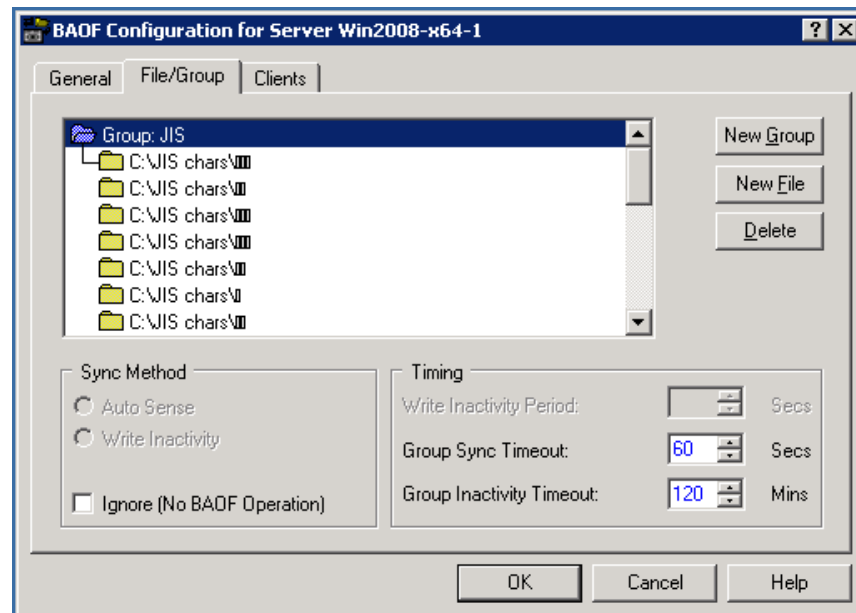 BAOF Configuration for Server Win2008-x64-1
General File/Group Clients
Group: JIS
C:\JIS chars\
C:\JIS chars\
C:\JIS chars\
C:\JIS chars\
C:\JIS chars\
C:\JIS chars\
C:\JIS chars\
New Group
New File
Delete
Sync Method
Auto Sense
Write Inactivity
Ignore (No BAOF Operation)
Timing
Write Inactivity Period: Secs
Group Sync Timeout: 60 Secs
Group Inactivity Timeout: 120 Mins
OK Cancel Help